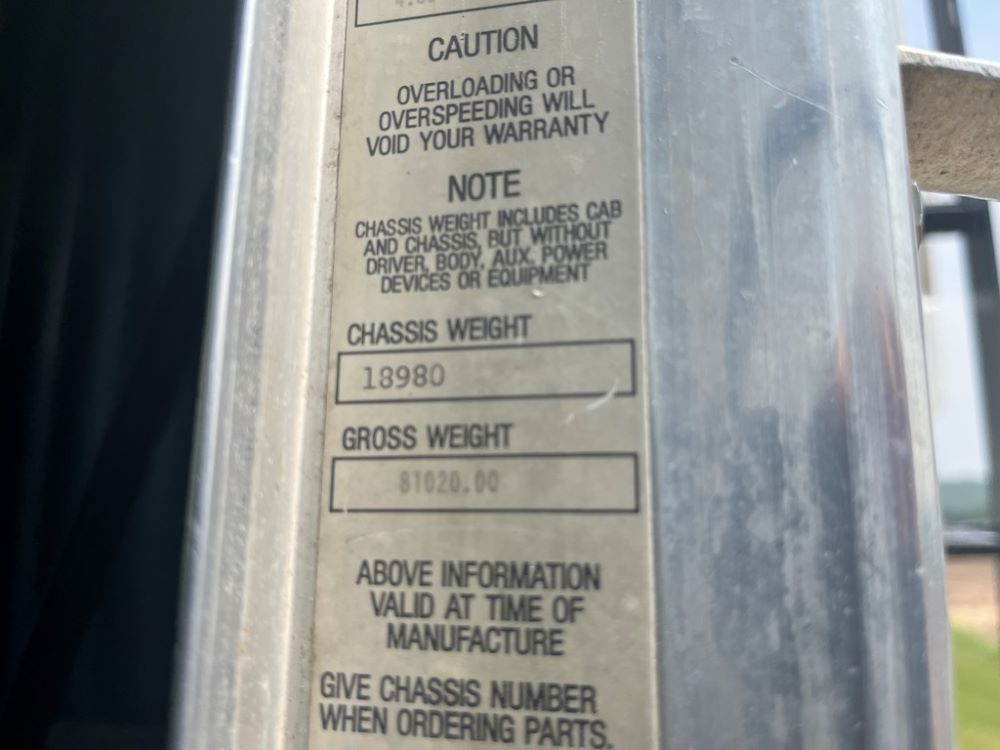 CAUTION
OVERLOADING OR
OVERSPEEDING WILL
VOID YOUR WARRANTY
NOTE
CHASSIS WEIGHT INCLUDES CAB
AND CHASSIS, BUT WITHOUT
DRIVER, BODY, AUX. POWER
DEVICES OR EQUIPMENT
CHASSIS WEIGHT
18980
GROSS WEIGHT
81020.00
ABOVE INFORMATION
VALID AT TIME OF
MANUFACTURE
GIVE CHASSIS NUMBER
WHEN ORDERING PARTS.